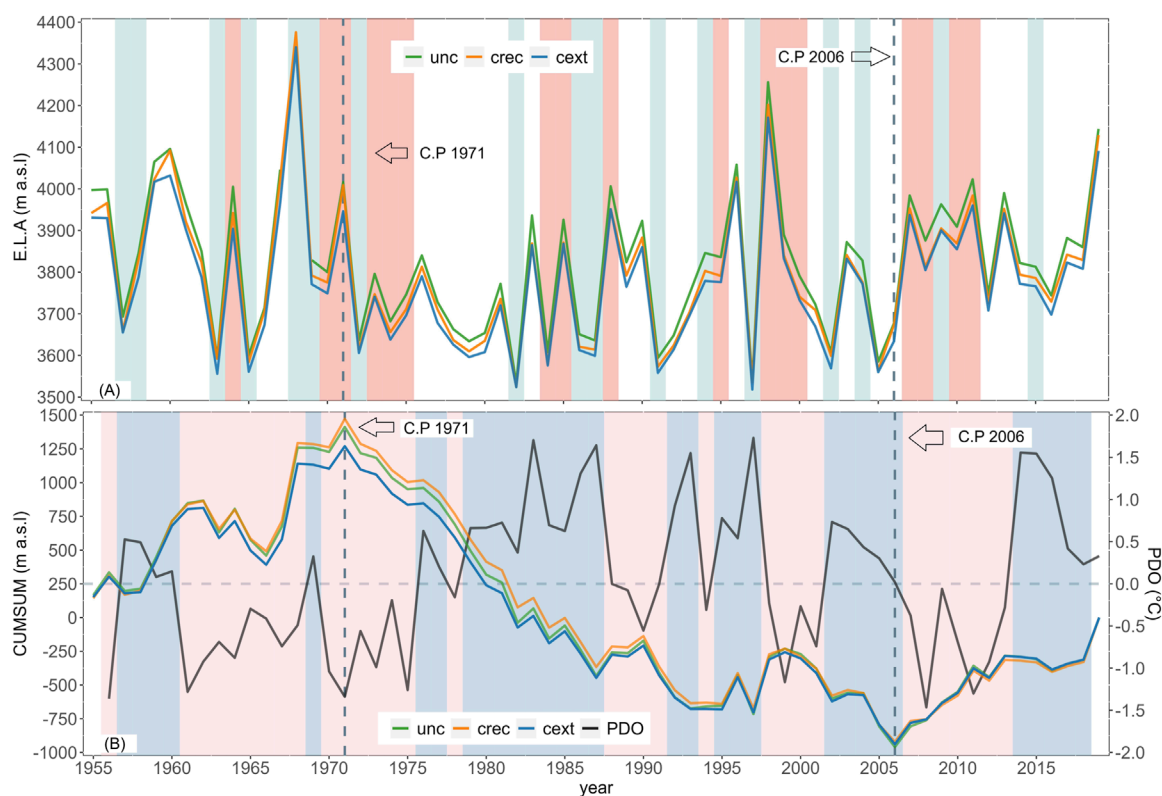 4400
4300
4200
4100
4000
3900
3800
3700
3600
3500
E.L.A (m a.s.l)
unc crec cext
C.P 2006
C.P 1971
(A)
1500
1250
1000
750
500
250
0
-250
-500
-750
-1000
CUMSUM (m a.s.l)
C.P 1971
C.P 2006
2.0
1.5
1.0
0.5
0.0
-0.5
-1.0
-1.5
-2.0
PDO (°C)
unc crec cext PDO
(B)
1955 1960 1965 1970 1975 1980 1985 1990 1995 2000 2005 2010 2015
year